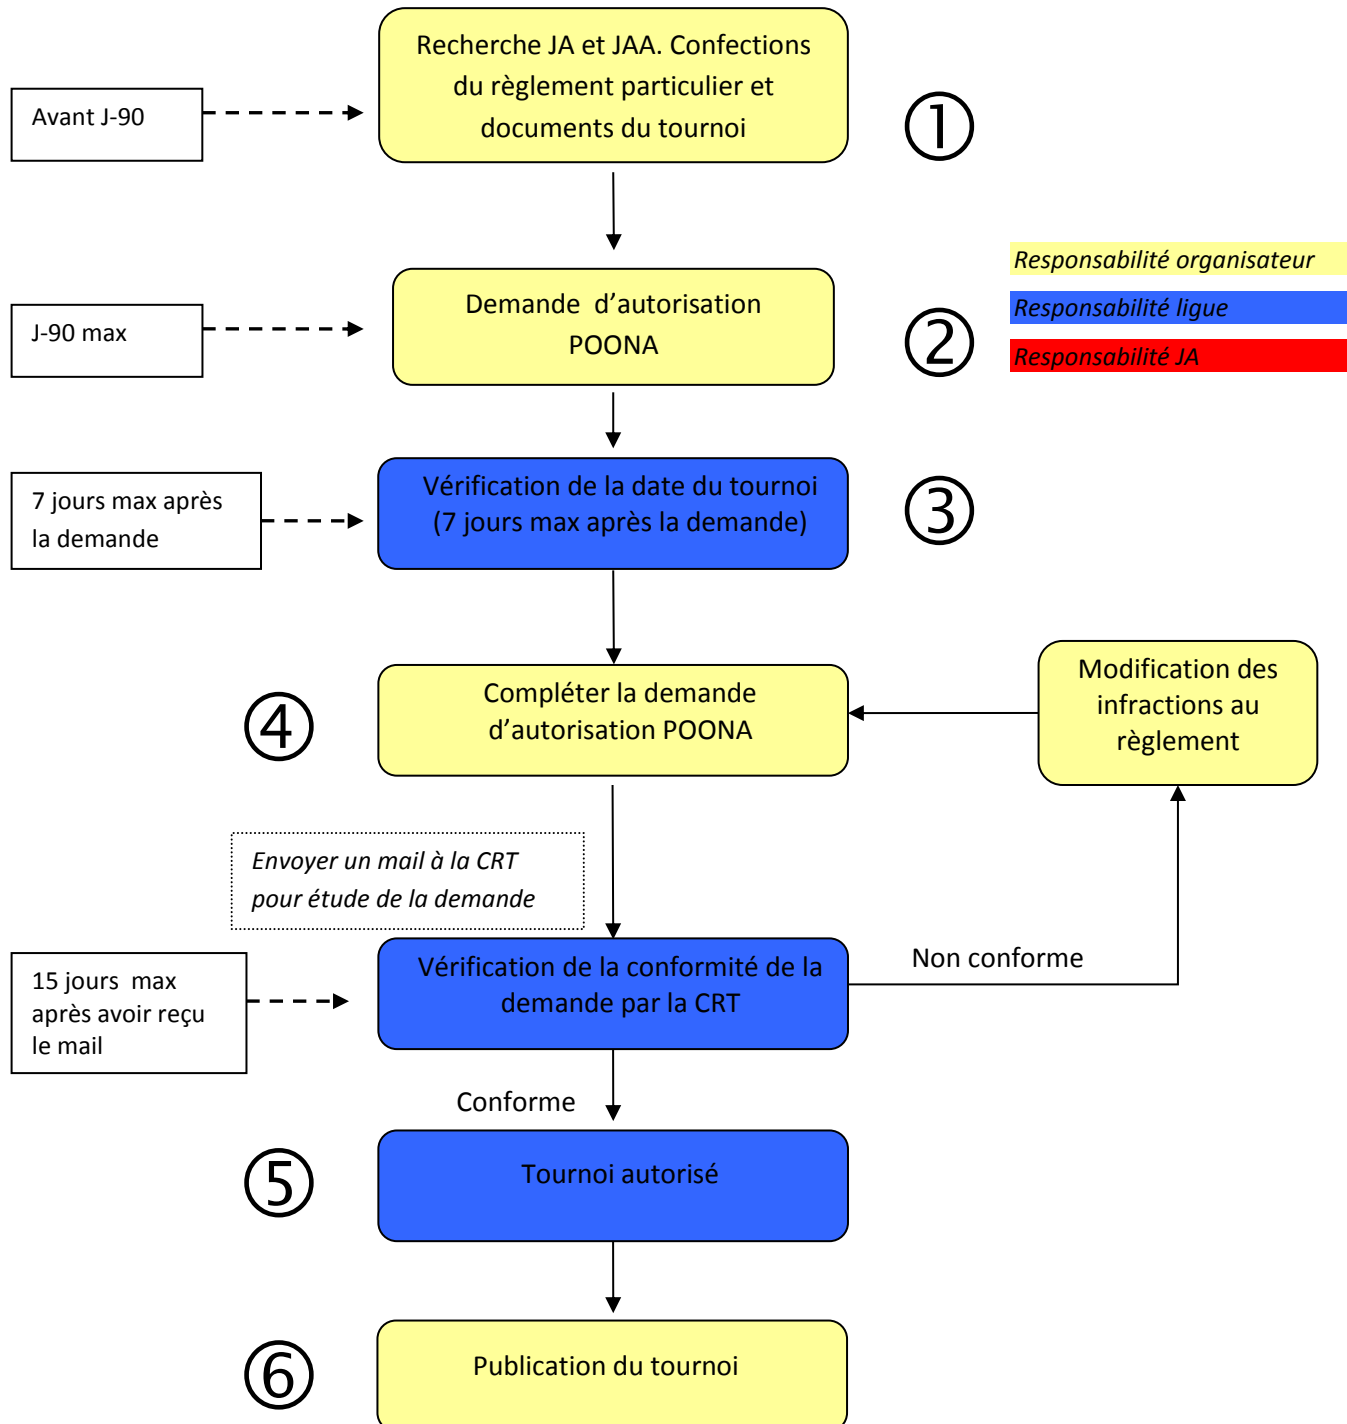 Recherche JA et JAA. Confections
du règlement particulier et
documents du tournoi
Avant J-90
①
Demande d’autorisation
POONA
J-90 max
②
Responsabilité organisateur
Responsabilité ligue
Responsabilité JA
7 jours max après
la demande
Vérification de la date du tournoi
(7 jours max après la demande)
③
④
Compléter la demande
d’autorisation POONA
Modification des
infractions au
règlement
Envoyer un mail à la CRT
pour étude de la demande
15 jours max
après avoir reçu
le mail
Vérification de la conformité de la
demande par la CRT
Non conforme
Conforme
⑤
Tournoi autorisé
⑥
Publication du tournoi